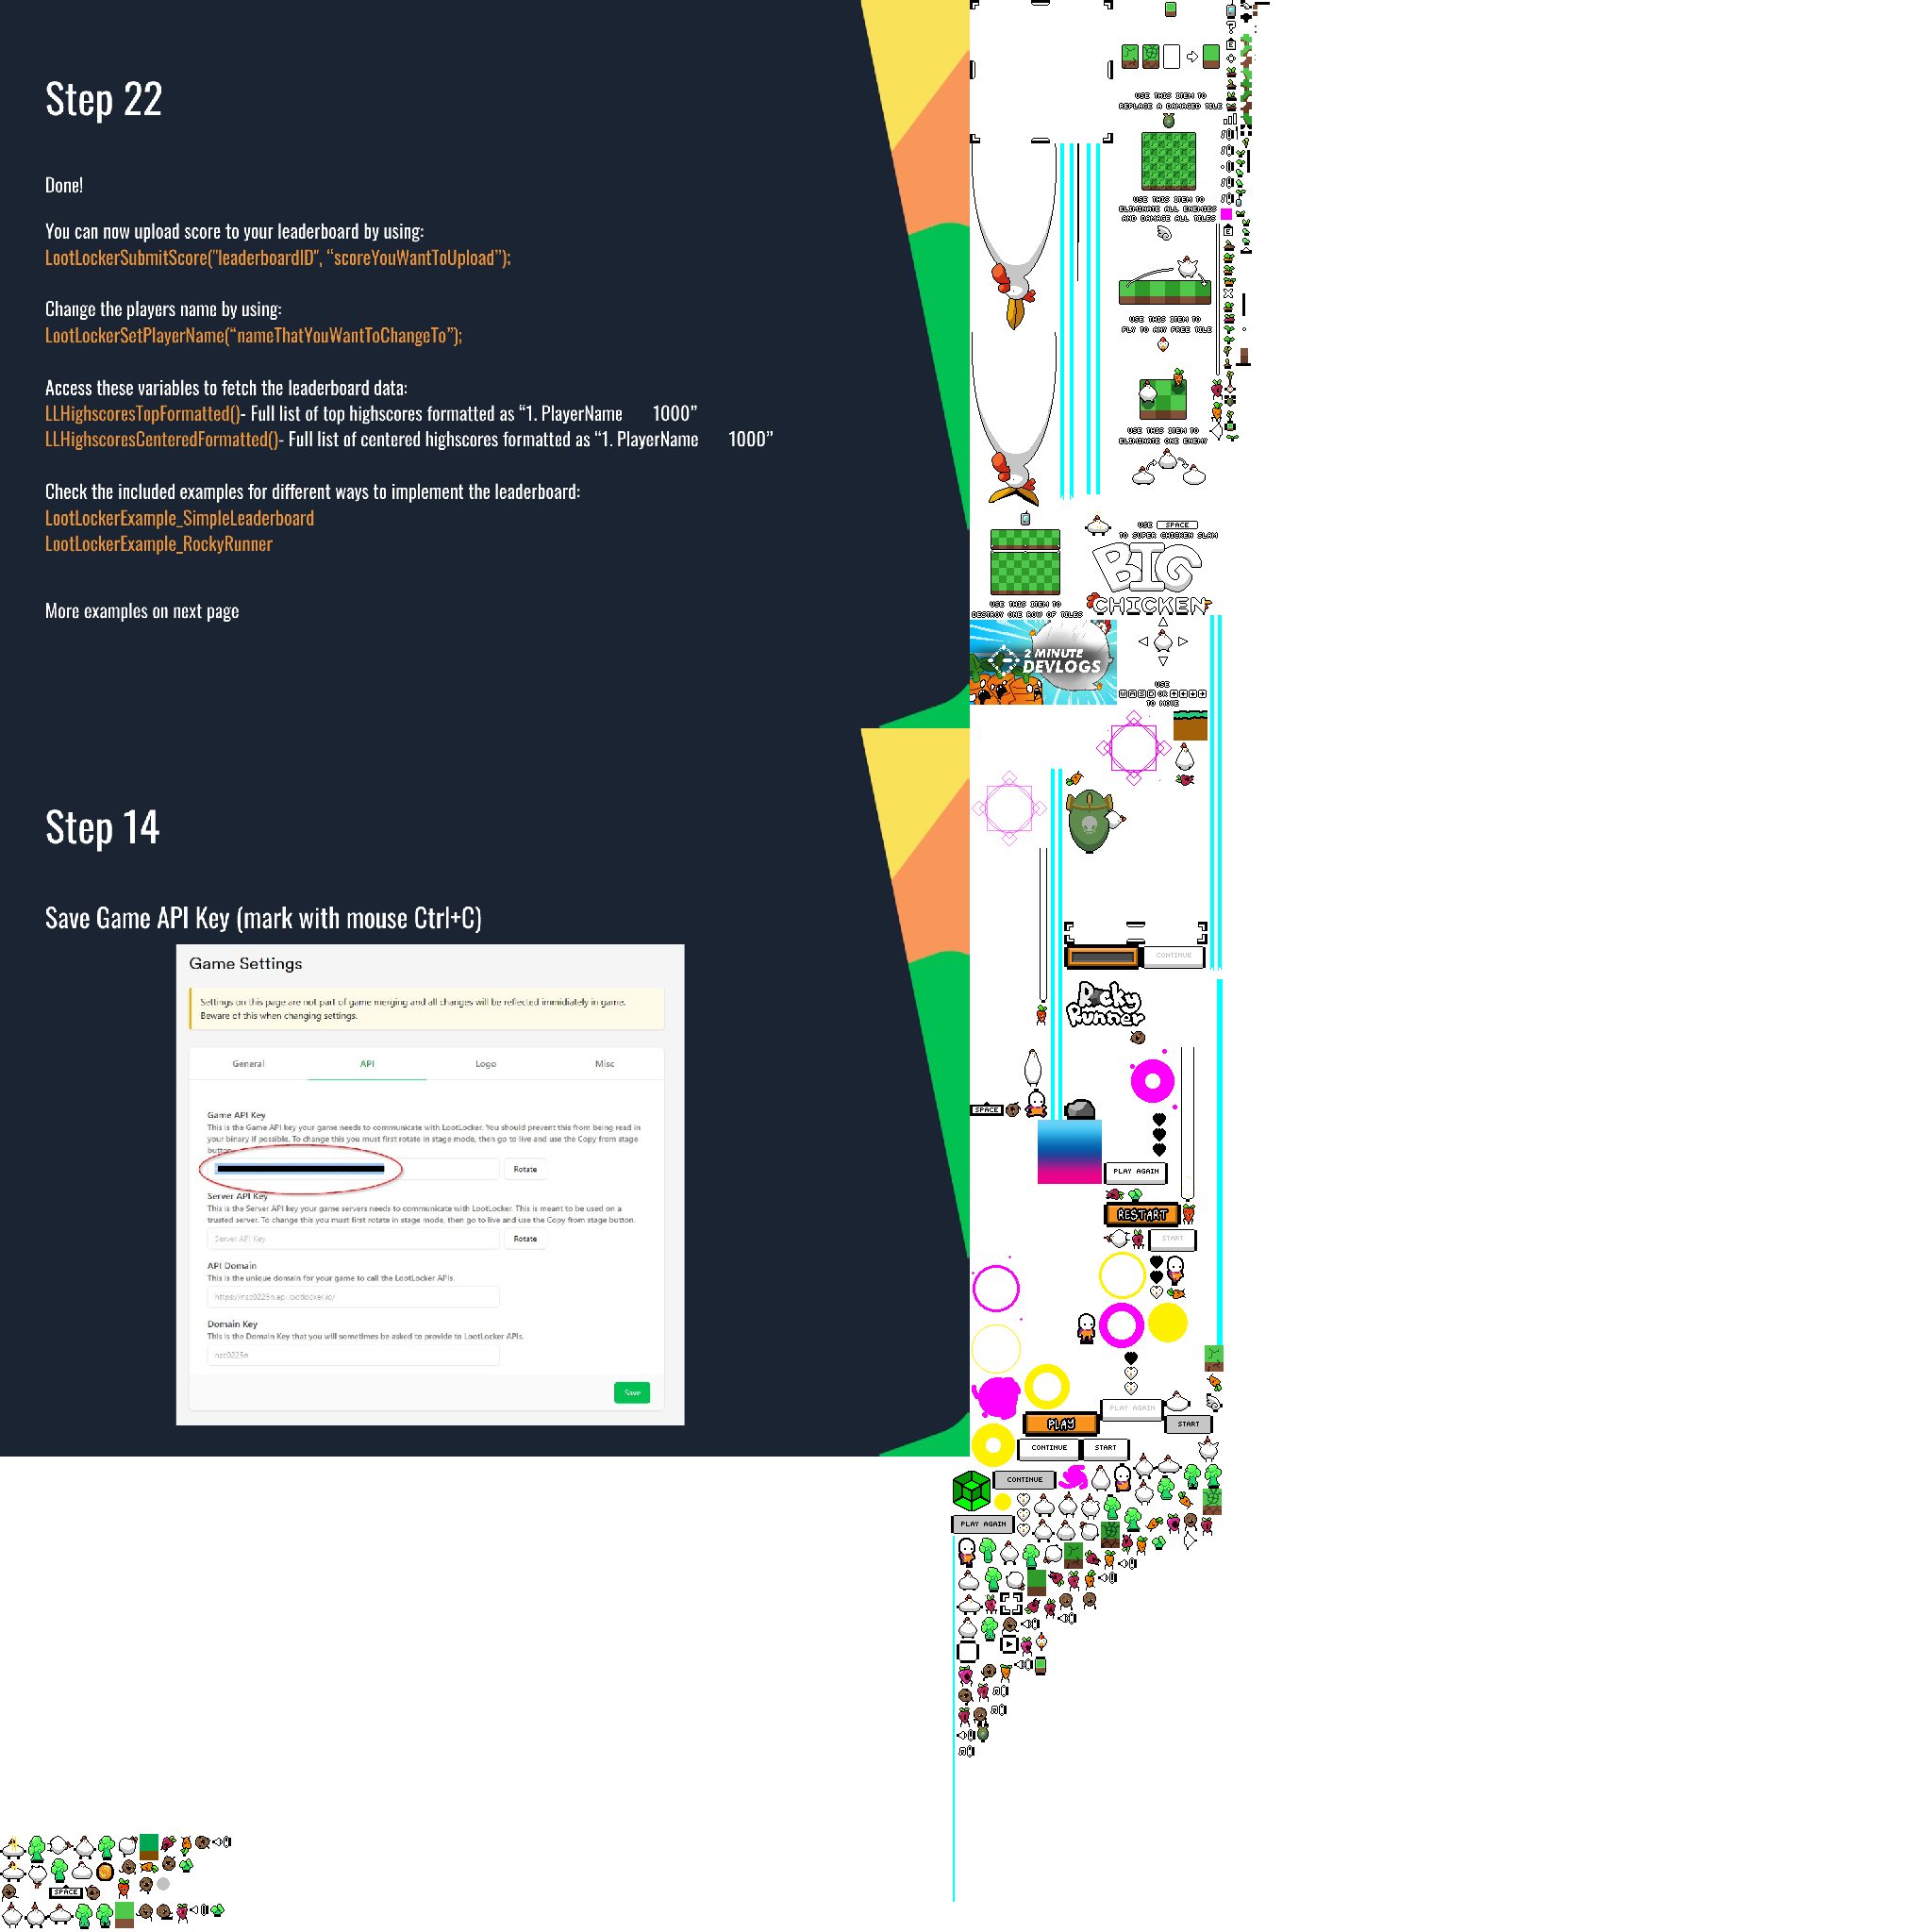 Step 22
Done!
You can now upload score to your leaderboard by using:
LootLockerSubmitScore("leaderboardID", “scoreYouWantToUpload”);
Change the players name by using:
LootLockerSetPlayerName(“nameThatYouWantToChangeTo”);
Access these variables to fetch the leaderboard data:
LLHighscoresTopFormatted()- Full list of top highscores formatted as “1. PlayerName 1000”
LLHighscoresCenteredFormatted()- Full list of centered highscores formatted as “1. PlayerName 1000”
Check the included examples for different ways to implement the leaderboard:
LootLockerExample_SimpleLeaderboard
LootLockerExample_RockyRunner
More examples on next page
Step 14
Save Game API Key (mark with mouse Ctrl+C)
Game Settings
Settings on this page are not part of game merging and all changes will be reflected immidiately in game.
Beware of this when changing settings.
General API Logo Misc
Game API Key
This is the Game API key your game needs to communicate with LootLocker. You should prevent this from being read in
your binary if possible. To change this you must first rotate in stage mode, then go to live and use the Copy from stage
button.
Rotate
Server API Key
This is the Server API key your game servers needs to communicate with LootLocker. This is meant to be used on a
trusted server. To change this you must first rotate in stage mode, then go to live and use the Copy from stage button.
Server API Key
Rotate
API Domain
This is the unique domain for your game to call the LootLocker APIs.
Domain Key
This is the Domain Key that you will sometimes be asked to provide to LootLocker APIs.
Save
USE THIS ITEM TO
REPLACE A DAMAGED TILE
USE THIS ITEM TO
ELIMINATE ALL ENEMIES
AND DAMAGE ALL TILES
USE THIS ITEM TO
FLY TO ANY FREE TILE
USE THIS ITEM TO
ELIMINATE ONE ENEMY
USE SPACE
TO SUPER CHICKEN SLAM
BIG
CHICKEN
USE THIS ITEM TO
DESTROY ONE ROW OF TILES
2 MINUTE
DEVLOGS
USE
OR
TO MOVE
CONTINUE
Rocky
Runner
SPACE
PLAY AGAIN
RESTART
START
PLAY AGAIN
PLAY
START
CONTINUE
START
CONTINUE
PLAY AGAIN
SPACE